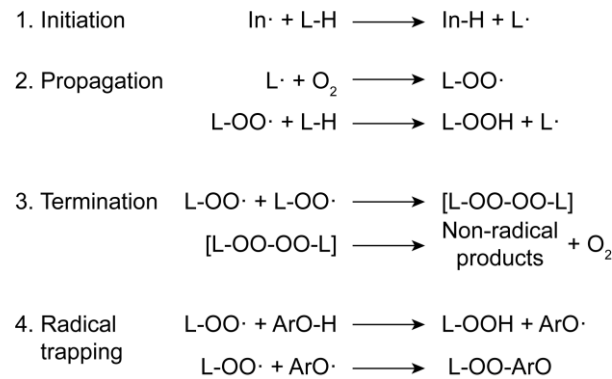 1. Initiation In· + L-H ⟶ In-H + L·
2. Propagation L· + O₂ ⟶ L-OO·
L-OO· + L-H ⟶ L-OOH + L·
3. Termination L-OO· + L-OO· ⟶ [L-OO-OO-L]
[L-OO-OO-L] ⟶ Non-radical products + O₂
4. Radical trapping L-OO· + ArO-H ⟶ L-OOH + ArO·
L-OO· + ArO· ⟶ L-OO-ArO